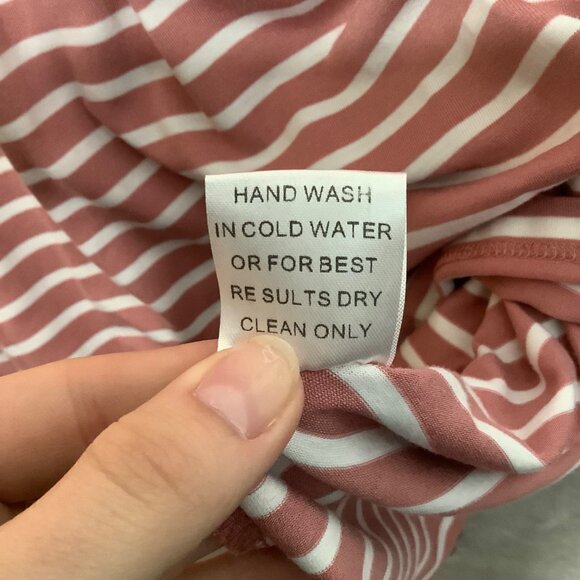 HAND WASH
IN COLD WATER
OR FOR BEST
RE SULTS DRY
CLEAN ONLY